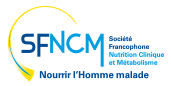 SFNCM
Société
Francophone
Nutrition Clinique
et Métabolisme
Nourrir l'Homme malade